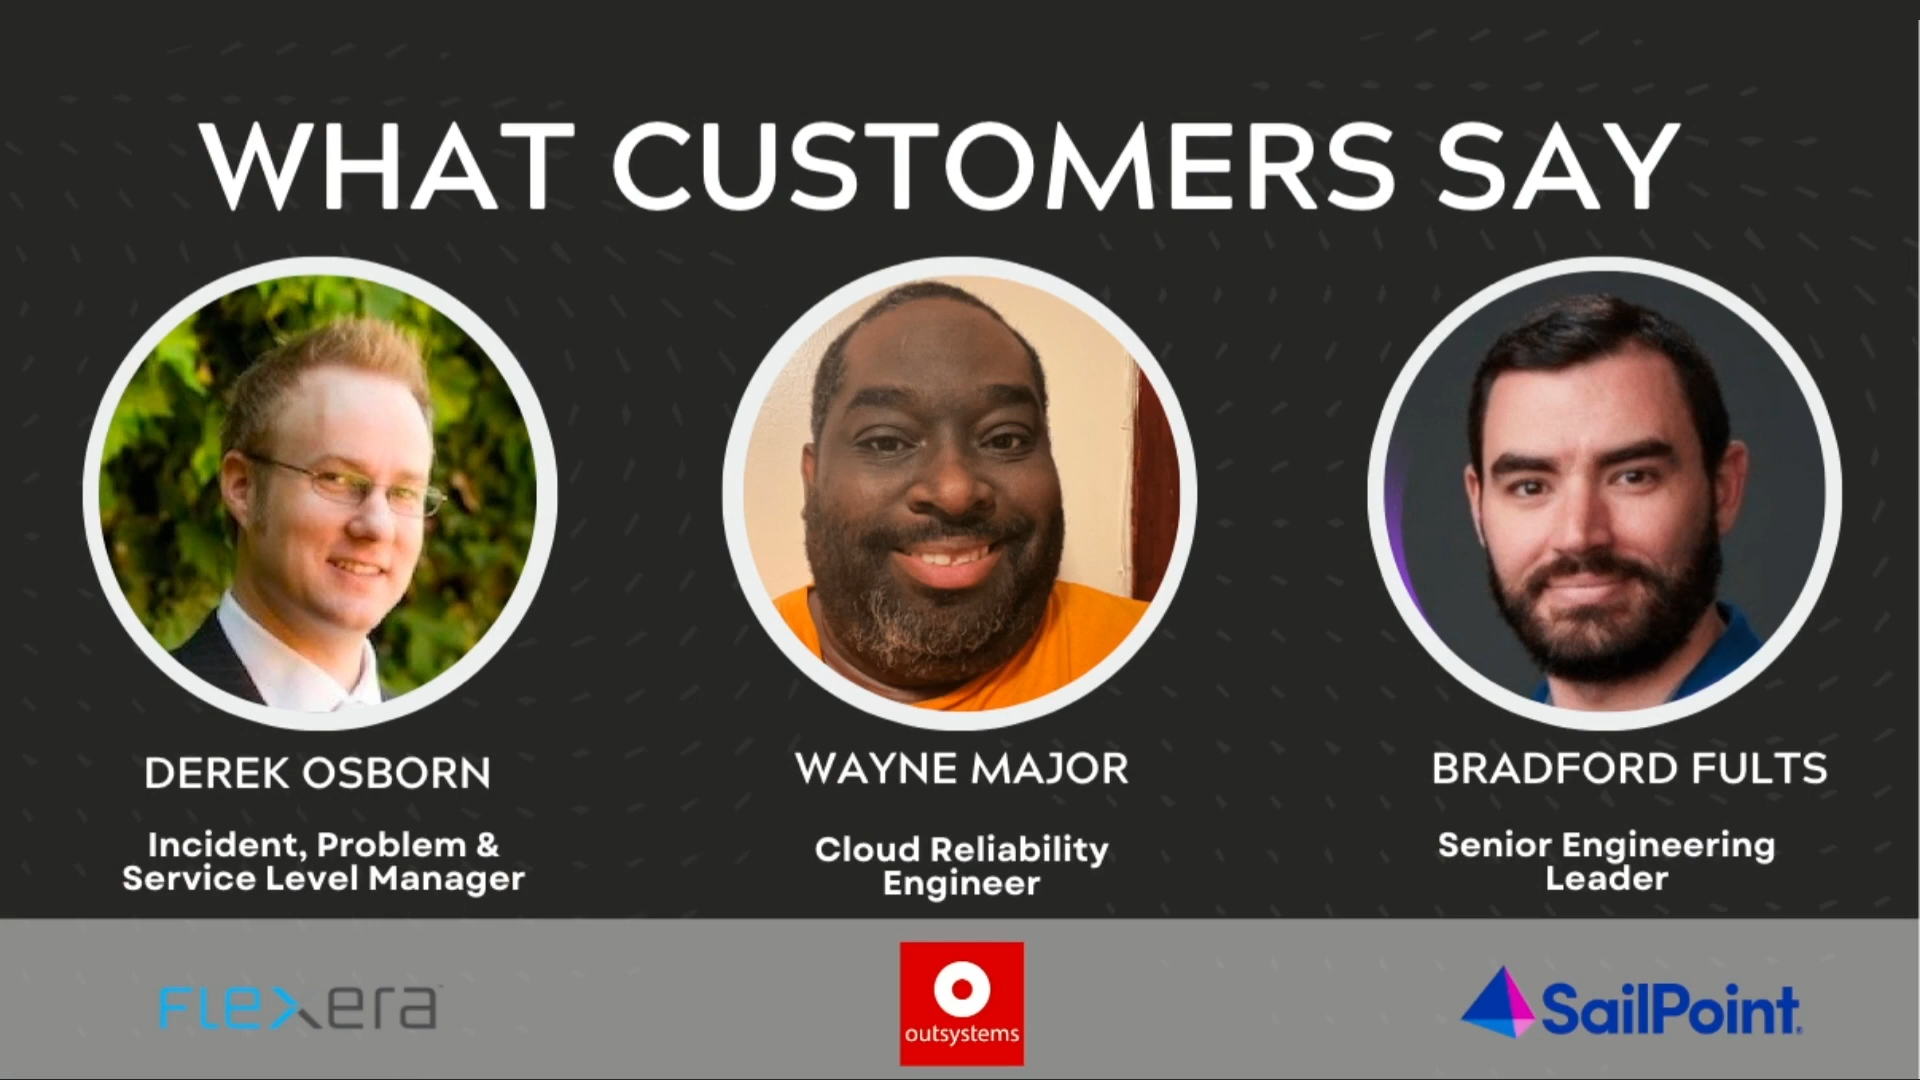 WHAT CUSTOMERS SAY
DEREK OSBORN
Incident, Problem &
Service Level Manager
WAYNE MAJOR
Cloud Reliability
Engineer
BRADFORD FULTS
Senior Engineering
Leader
FLexera
outsystems
SailPoint